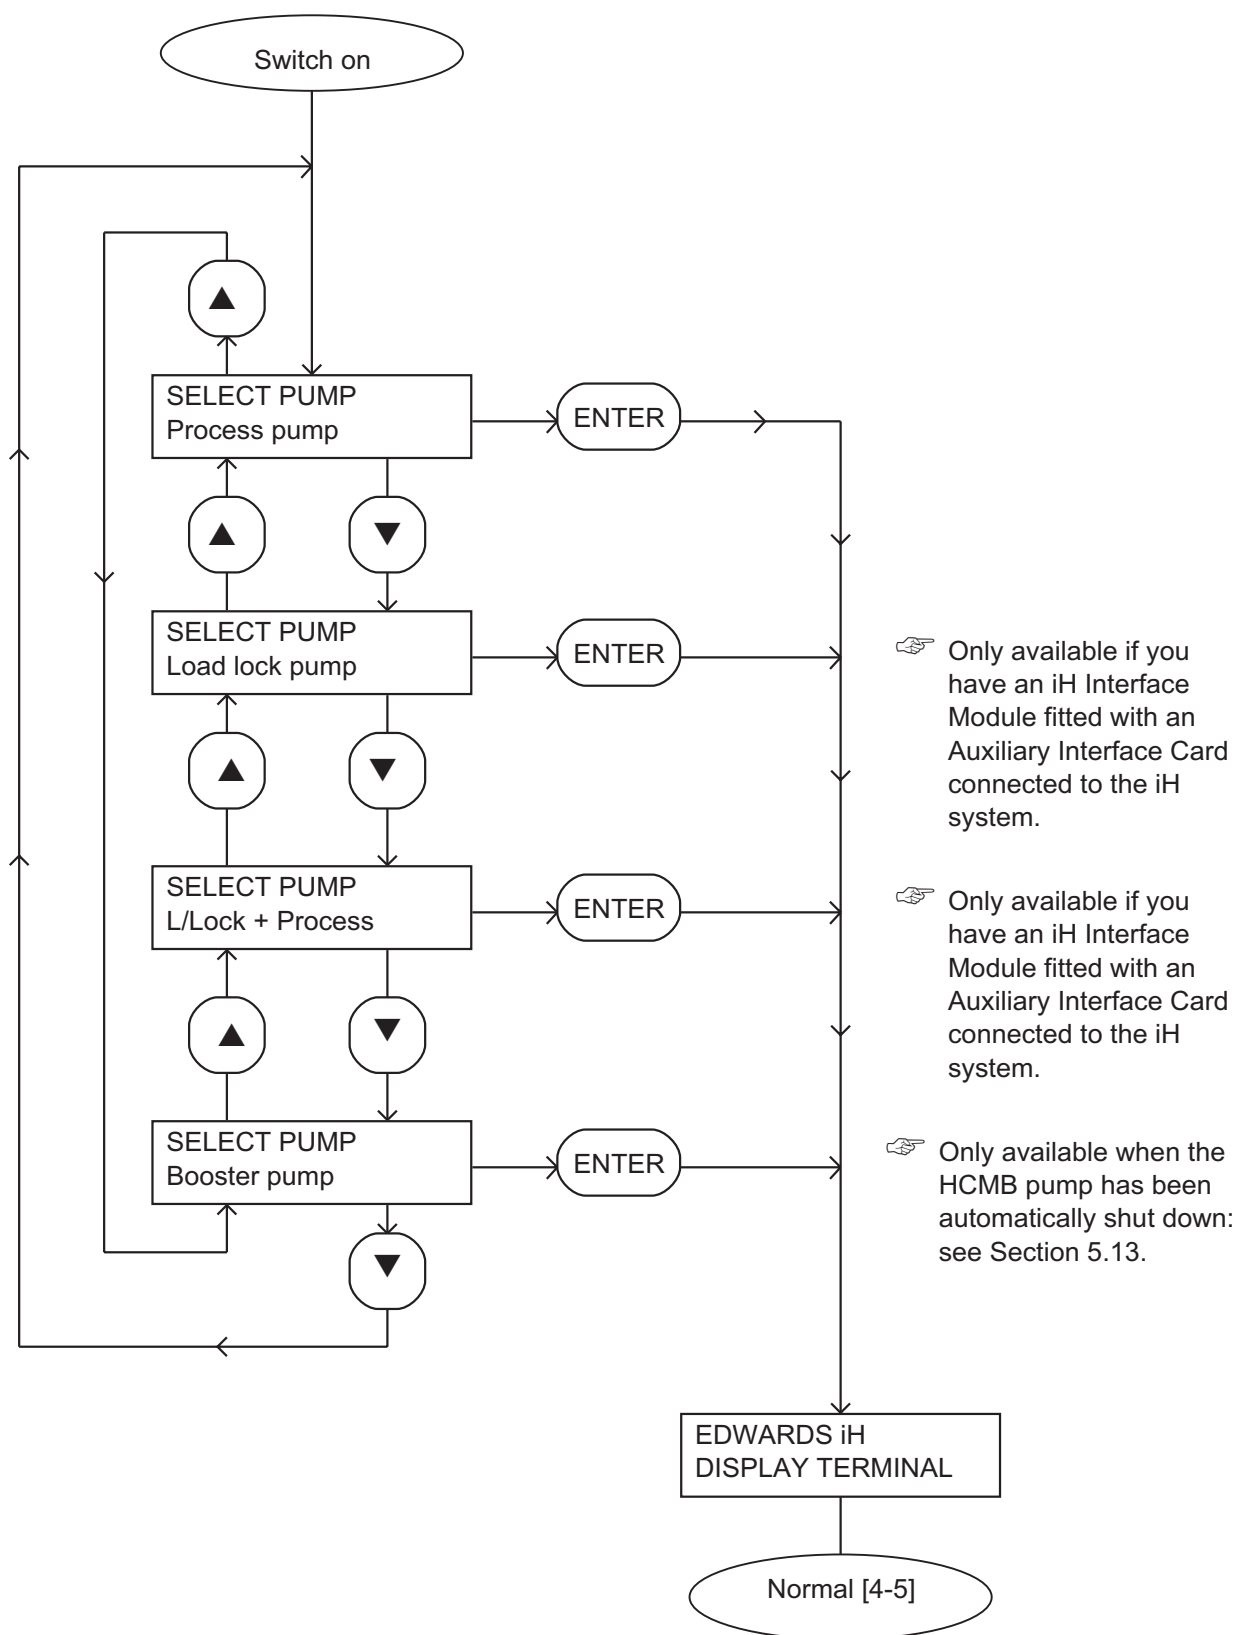 Switch on
▲
SELECT PUMP
Process pump
ENTER
▲
▼
SELECT PUMP
Load lock pump
ENTER
☞ Only available if you
have an iH Interface
Module fitted with an
Auxiliary Interface Card
connected to the iH
system.
▲
▼
SELECT PUMP
L/Lock + Process
ENTER
☞ Only available if you
have an iH Interface
Module fitted with an
Auxiliary Interface Card
connected to the iH
system.
▲
▼
SELECT PUMP
Booster pump
ENTER
☞ Only available when the
HCMB pump has been
automatically shut down:
see Section 5.13.
▼
EDWARDS iH
DISPLAY TERMINAL
Normal [4-5]